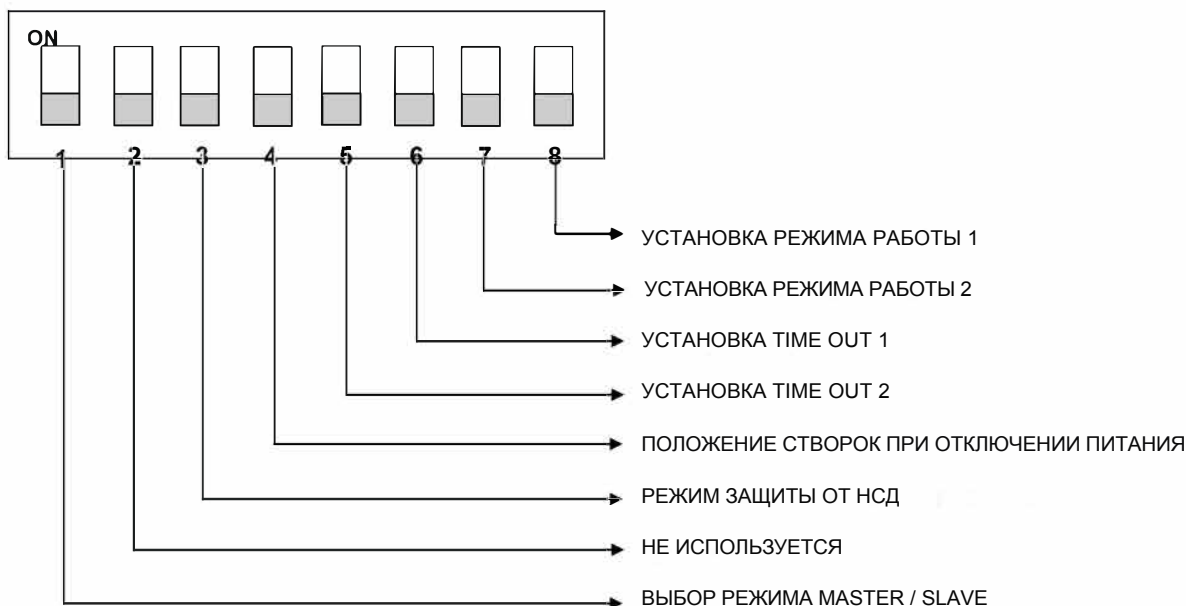 ON
1 2 3 4 5 6 7 8
УСТАНОВКА РЕЖИМА РАБОТЫ 1
УСТАНОВКА РЕЖИМА РАБОТЫ 2
УСТАНОВКА TIME OUT 1
УСТАНОВКА TIME OUT 2
ПОЛОЖЕНИЕ СТВОРОК ПРИ ОТКЛЮЧЕНИИ ПИТАНИЯ
РЕЖИМ ЗАЩИТЫ ОТ НСД
НЕ ИСПОЛЬЗУЕТСЯ
ВЫБОР РЕЖИМА MASTER / SLAVE